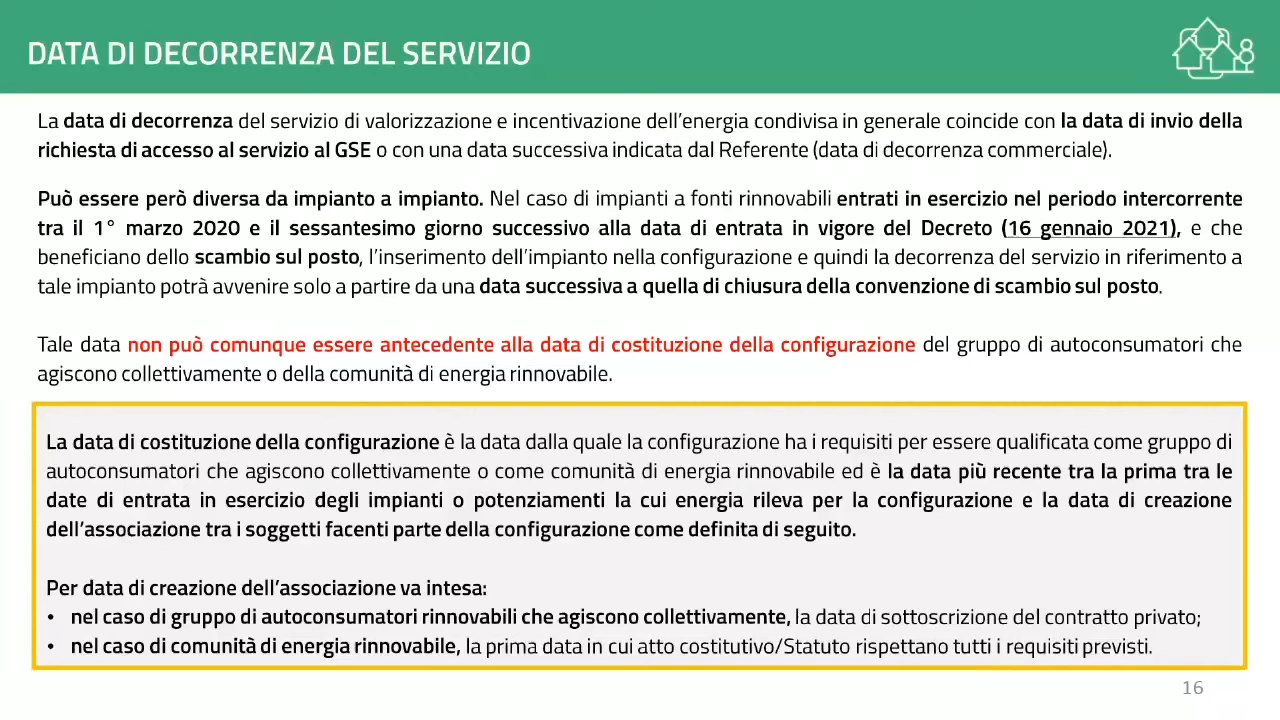 DATA DI DECORRENZA DEL SERVIZIO
La data di decorrenza del servizio di valorizzazione e incentivazione dell'energia condivisa in generale coincide con la data di invio della
richiesta di accesso al servizio al GSE o con una data successiva indicata dal Referente (data di decorrenza commerciale).
Può essere però diversa da impianto a impianto. Nel caso di impianti a fonti rinnovabili entrati in esercizio nel periodo intercorrente
tra il 1° marzo 2020 e il sessantesimo giorno successivo alla data di entrata in vigore del Decreto (16 gennaio 2021), e che
beneficiano dello scambio sul posto, l'inserimento dell'impianto nella configurazione e quindi la decorrenza del servizio in riferimento a
tale impianto potrà avvenire solo a partire da una data successiva a quella di chiusura della convenzione di scambio sul posto.
Tale data non può comunque essere antecedente alla data di costituzione della configurazione del gruppo di autoconsumatori che
agiscono collettivamente o della comunità di energia rinnovabile.
La data di costituzione della configurazione è la data dalla quale la configurazione ha i requisiti per essere qualificata come gruppo di
autoconsumatori che agiscono collettivamente o come comunità di energia rinnovabile ed è la data più recente tra la prima tra le
date di entrata in esercizio degli impianti o potenziamenti la cui energia rileva per la configurazione e la data di creazione
dell'associazione tra i soggetti facenti parte della configurazione come definita di seguito.
Per data di creazione dell'associazione va intesa:
• nel caso di gruppo di autoconsumatori rinnovabili che agiscono collettivamente, la data di sottoscrizione del contratto privato;
• nel caso di comunità di energia rinnovabile, la prima data in cui atto costitutivo/Statuto rispettano tutti i requisiti previsti.
16